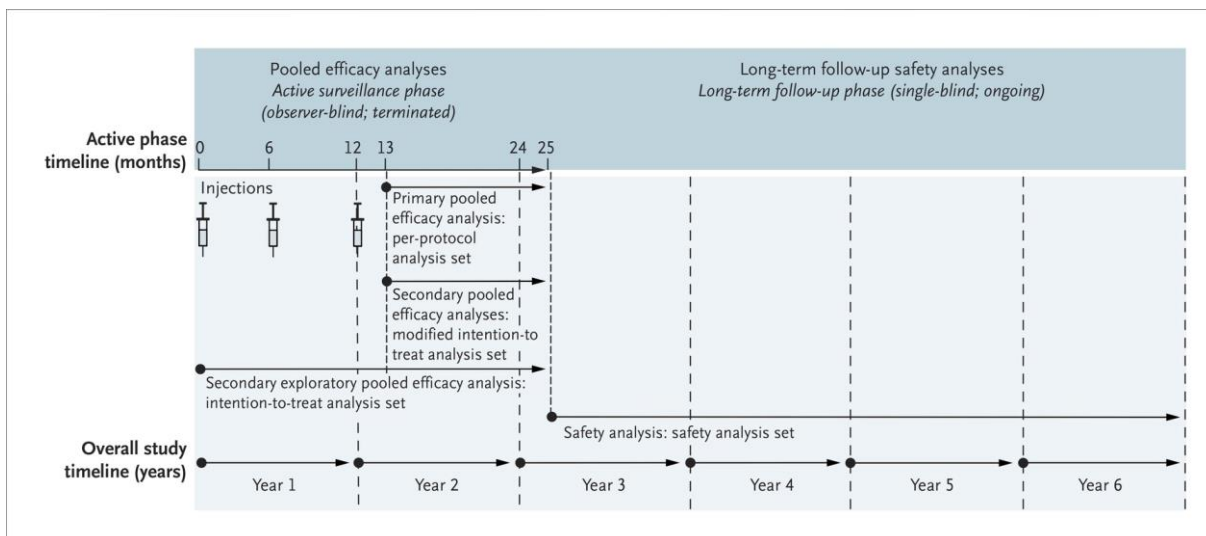 Pooled efficacy analyses
Active surveillance phase
(observer-blind; terminated)
Long-term follow-up safety analyses
Long-term follow-up phase (single-blind; ongoing)
Active phase
timeline (months)
0 6 12 13 24 25
Injections
Primary pooled
efficacy analysis:
per-protocol
analysis set
Secondary pooled
efficacy analyses:
modified intention-to
treat analysis set
Secondary exploratory pooled efficacy analysis:
intention-to-treat analysis set
Safety analysis: safety analysis set
Overall study
timeline (years)
Year 1 Year 2 Year 3 Year 4 Year 5 Year 6